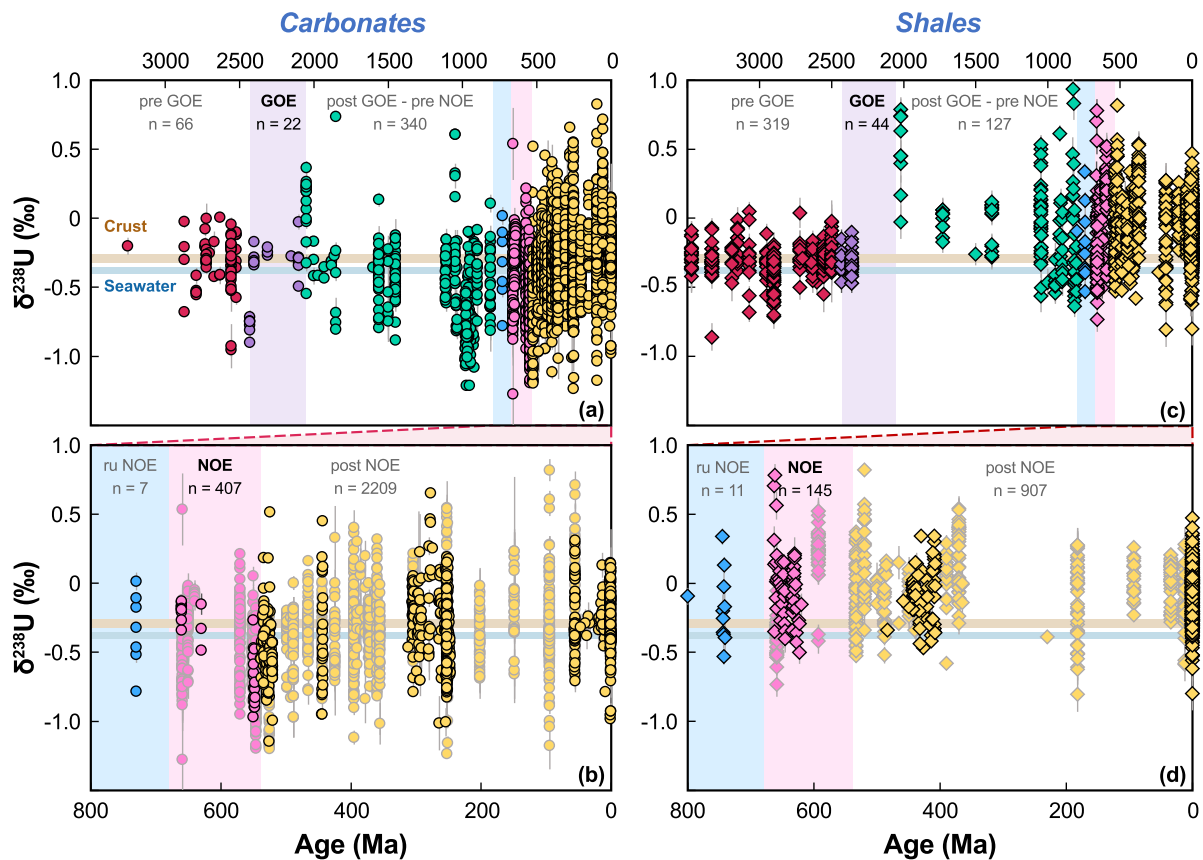 Carbonates
Shales
3000 2500 2000 1500 1000 500 0
3000 2500 2000 1500 1000 500 0
1.0
0.5
0
-0.5
-1.0
δ²³⁸U (‰)
pre GOE
n = 66
GOE
n = 22
post GOE - pre NOE
n = 340
Crust
Seawater
(a)
1.0
0.5
0
-0.5
-1.0
δ²³⁸U (‰)
pre GOE
n = 319
GOE
n = 44
post GOE - pre NOE
n = 127
(c)
1.0
0.5
0
-0.5
-1.0
δ²³⁸U (‰)
ru NOE
n = 7
NOE
n = 407
post NOE
n = 2209
(b)
800 600 400 200 0
Age (Ma)
1.0
0.5
0
-0.5
-1.0
δ²³⁸U (‰)
ru NOE
n = 11
NOE
n = 145
post NOE
n = 907
(d)
800 600 400 200 0
Age (Ma)